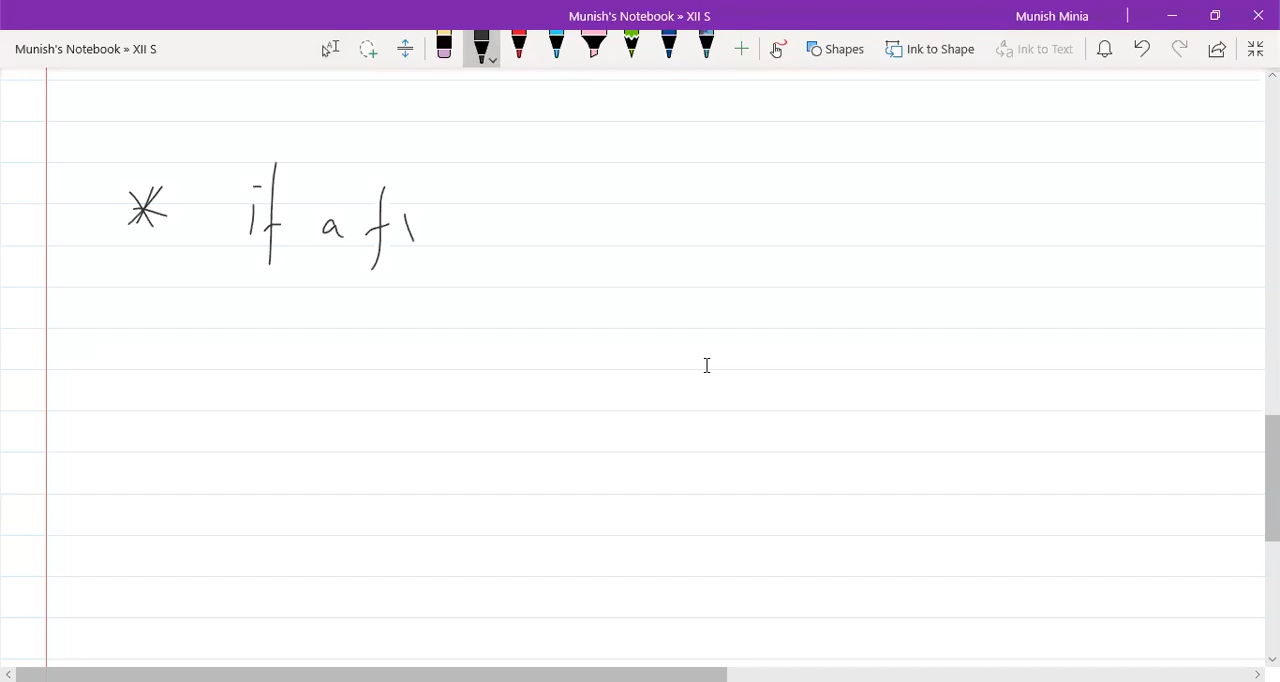 Munish's Notebook » XII S
Munish Minia
Munish's Notebook » XII S
Shapes
Ink to Shape
Ink to Text
* if a f